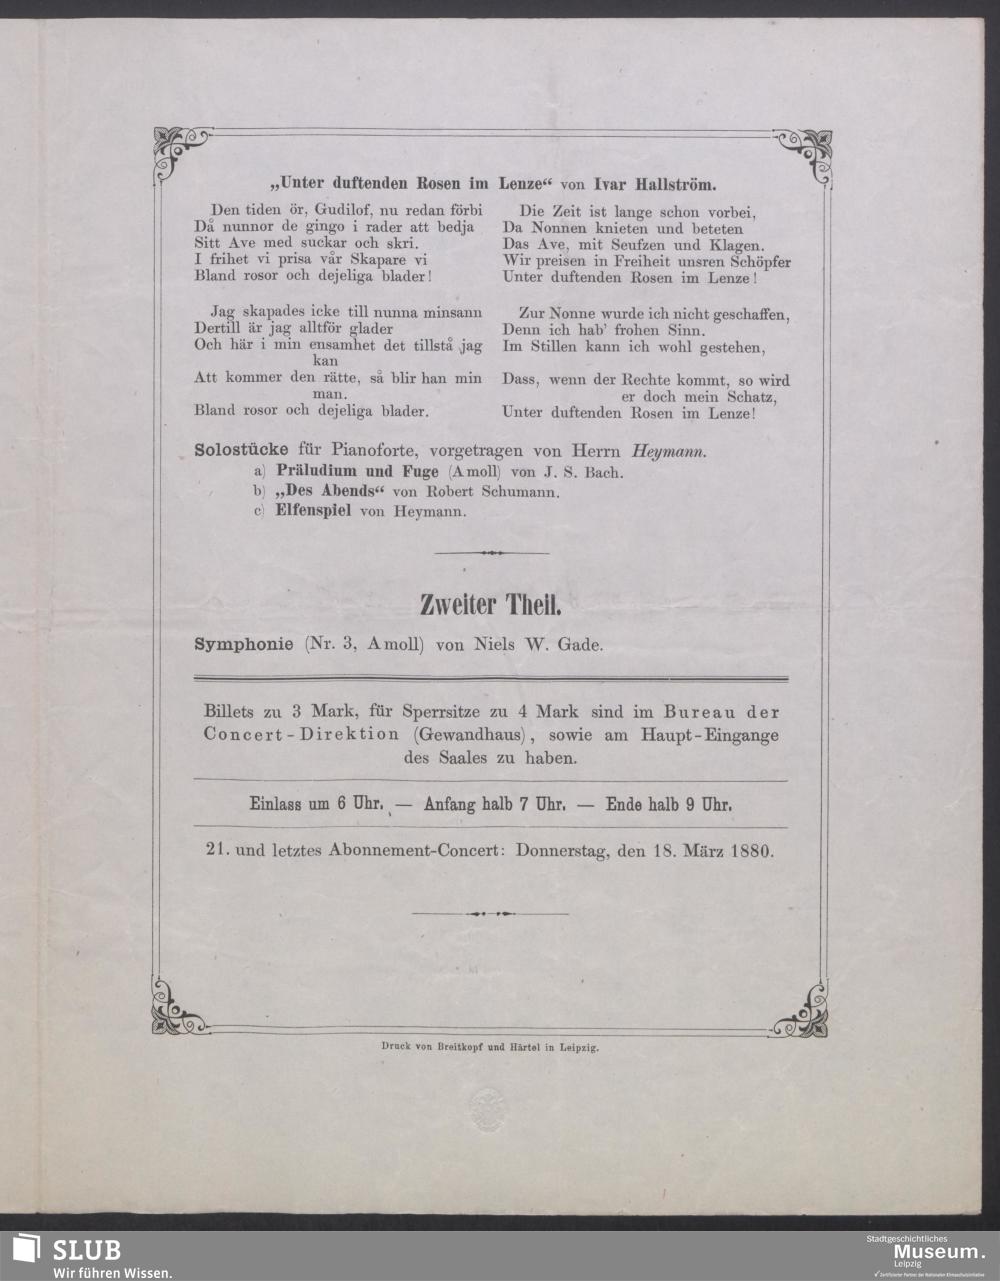 „Unter duftenden Rosen im Lenze“ von Ivar Hallström.
Den tiden ör, Gudilof, nu redan förbi
Då nunnor de gingo i rader att bedja
Sitt Ave med suckar och skri.
I frihet vi prisa vår Skapare vi
Bland rosor och dejeliga blader!
Jag skapades icke till nunna minsann
Dertill är jag alltför glader
Och här i min ensamhet det tillstå jag
kan
Att kommer den rätte, så blir han min
man.
Bland rosor och dejeliga blader.
Die Zeit ist lange schon vorbei,
Da Nonnen knieten und beteten
Das Ave, mit Seufzen und Klagen.
Wir preisen in Freiheit unsren Schöpfer
Unter duftenden Rosen im Lenze!
Zur Nonne wurde ich nicht geschaffen,
Denn ich hab' frohen Sinn.
Im Stillen kann ich wohl gestehen,
Dass, wenn der Rechte kommt, so wird
er doch mein Schatz,
Unter duftenden Rosen im Lenze!
Solostücke für Pianoforte, vorgetragen von Herrn Heymann.
a) Präludium und Fuge (Amoll) von J. S. Bach.
b) „Des Abends“ von Robert Schumann.
c) Elfenspiel von Heymann.
Zweiter Theil.
Symphonie (Nr. 3, Amoll) von Niels W. Gade.
Billets zu 3 Mark, für Sperrsitze zu 4 Mark sind im Bureau der
Concert-Direktion (Gewandhaus), sowie am Haupt-Eingange
des Saales zu haben.
Einlass um 6 Uhr. — Anfang halb 7 Uhr. — Ende halb 9 Uhr.
21. und letztes Abonnement-Concert: Donnerstag, den 18. März 1880.
Druck von Breitkopf und Härtel in Leipzig.
SLUB
Wir führen Wissen.
Stadtgeschichtliches
Museum.
Leipzig
Zertifizierter Partner der Nationalen Klimaschutzinitiative